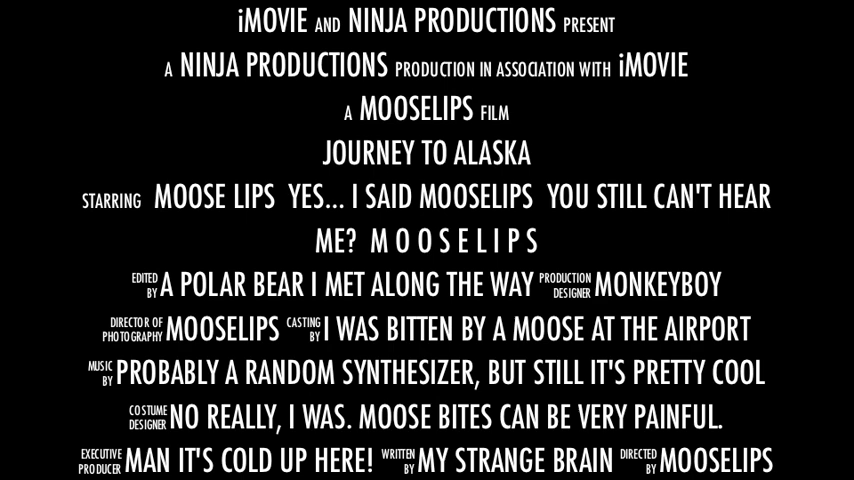 iMOVIE AND NINJA PRODUCTIONS PRESENT
A NINJA PRODUCTIONS PRODUCTION IN ASSOCIATION WITH iMOVIE
A MOOSELIPS FILM
JOURNEY TO ALASKA
STARRING MOOSE LIPS YES... I SAID MOOSELIPS YOU STILL CAN'T HEAR
ME? M O O S E L I P S
EDITED BY A POLAR BEAR I MET ALONG THE WAY PRODUCTION DESIGNER MONKEYBOY
DIRECTOR OF PHOTOGRAPHY MOOSELIPS CASTING BY I WAS BITTEN BY A MOOSE AT THE AIRPORT
MUSIC BY PROBABLY A RANDOM SYNTHESIZER, BUT STILL IT'S PRETTY COOL
COSTUME DESIGNER NO REALLY, I WAS. MOOSE BITES CAN BE VERY PAINFUL.
EXECUTIVE PRODUCER MAN IT'S COLD UP HERE! WRITTEN BY MY STRANGE BRAIN DIRECTED BY MOOSELIPS